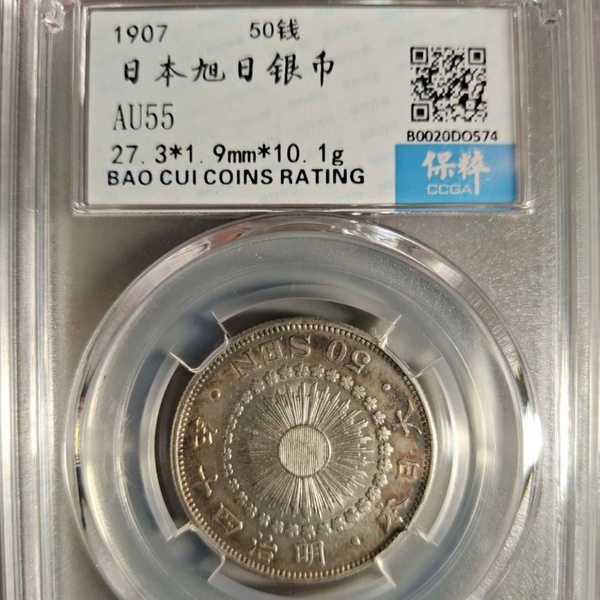 1907 50钱
日本旭日银币
AU55
27.3*1.9mm*10.1g
BAO CUI COINS RATING
B0020DOS74
保粹
CCGA
大日本
明治四十年
50 SEN